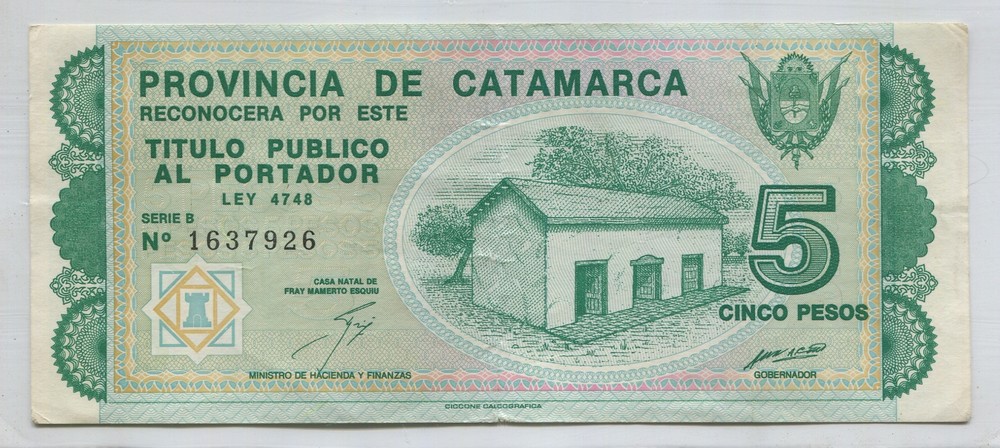 PROVINCIA DE CATAMARCA
RECONOCERA POR ESTE
TITULO PUBLICO
AL PORTADOR
LEY 4748
SERIE B
Nº 1637926
CASA NATAL DE
FRAY MAMERTO ESQUIU
5
CINCO PESOS
MINISTRO DE HACIENDA Y FINANZAS
GOBERNADOR
CICCONE CALCOGRAFICA